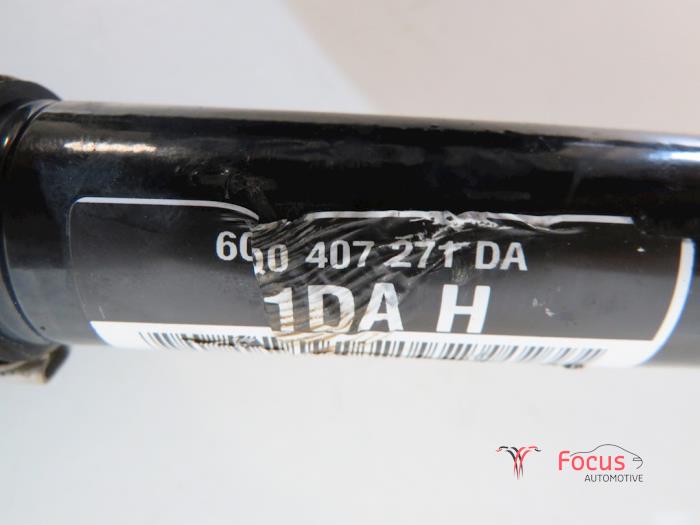 6Q0 407 271 DA
1DA H
Focus
AUTOMOTIVE